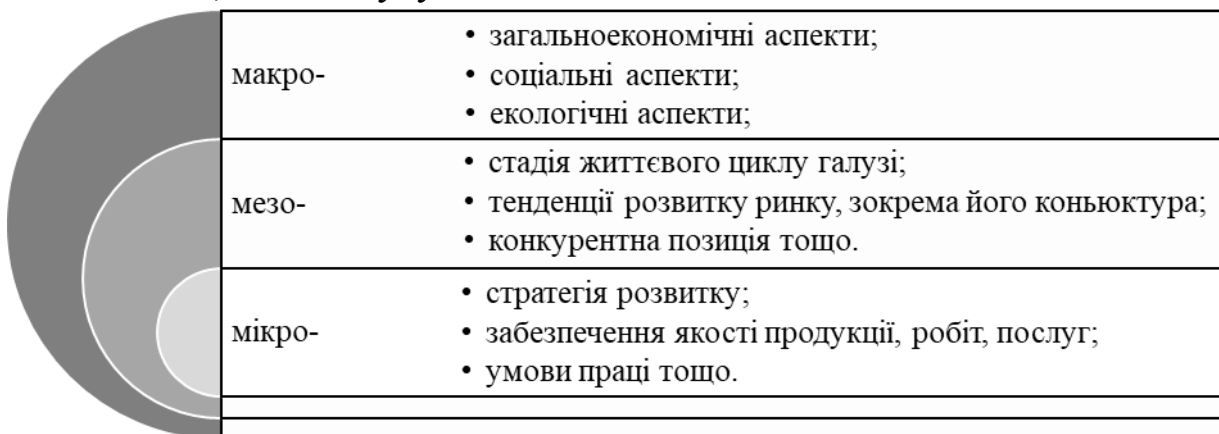 макро-
• загальноекономічні аспекти;
• соціальні аспекти;
• екологічні аспекти;
мезо-
• стадія життєвого циклу галузі;
• тенденції розвитку ринку, зокрема його коньюктура;
• конкурентна позиція тощо.
мікро-
• стратегія розвитку;
• забезпечення якості продукції, робіт, послуг;
• умови праці тощо.